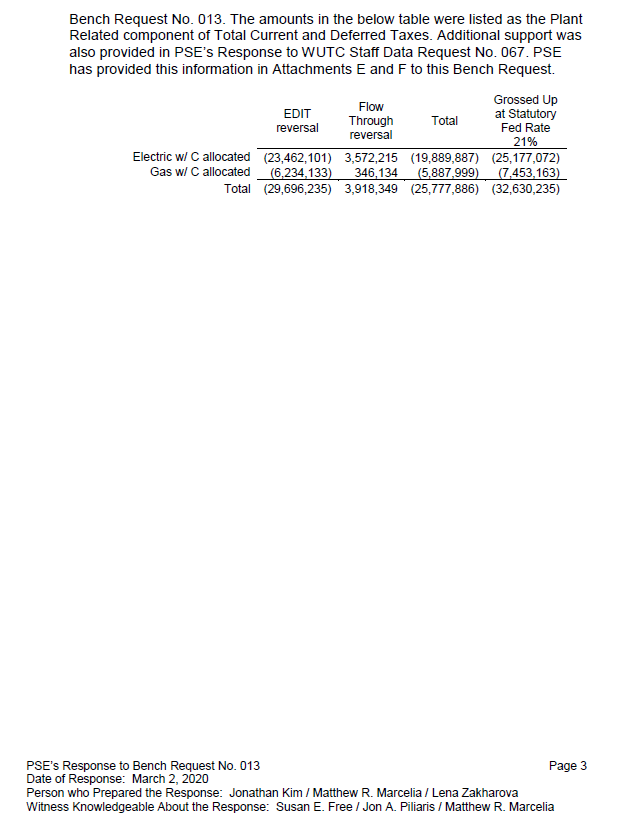 Bench Request No. 013. The amounts in the below table were listed as the Plant
Related component of Total Current and Deferred Taxes. Additional support was
also provided in PSE's Response to WUTC Staff Data Request No. 067. PSE
has provided this information in Attachments E and F to this Bench Request.
EDIT reversal Flow Through reversal Total Grossed Up at Statutory Fed Rate 21%
Electric w/ C allocated (23,462,101) 3,572,215 (19,889,887) (25,177,072)
Gas w/ C allocated (6,234,133) 346,134 (5,887,999) (7,453,163)
Total (29,696,235) 3,918,349 (25,777,886) (32,630,235)
PSE's Response to Bench Request No. 013 Page 3
Date of Response: March 2, 2020
Person who Prepared the Response: Jonathan Kim / Matthew R. Marcelia / Lena Zakharova
Witness Knowledgeable About the Response: Susan E. Free / Jon A. Piliaris / Matthew R. Marcelia